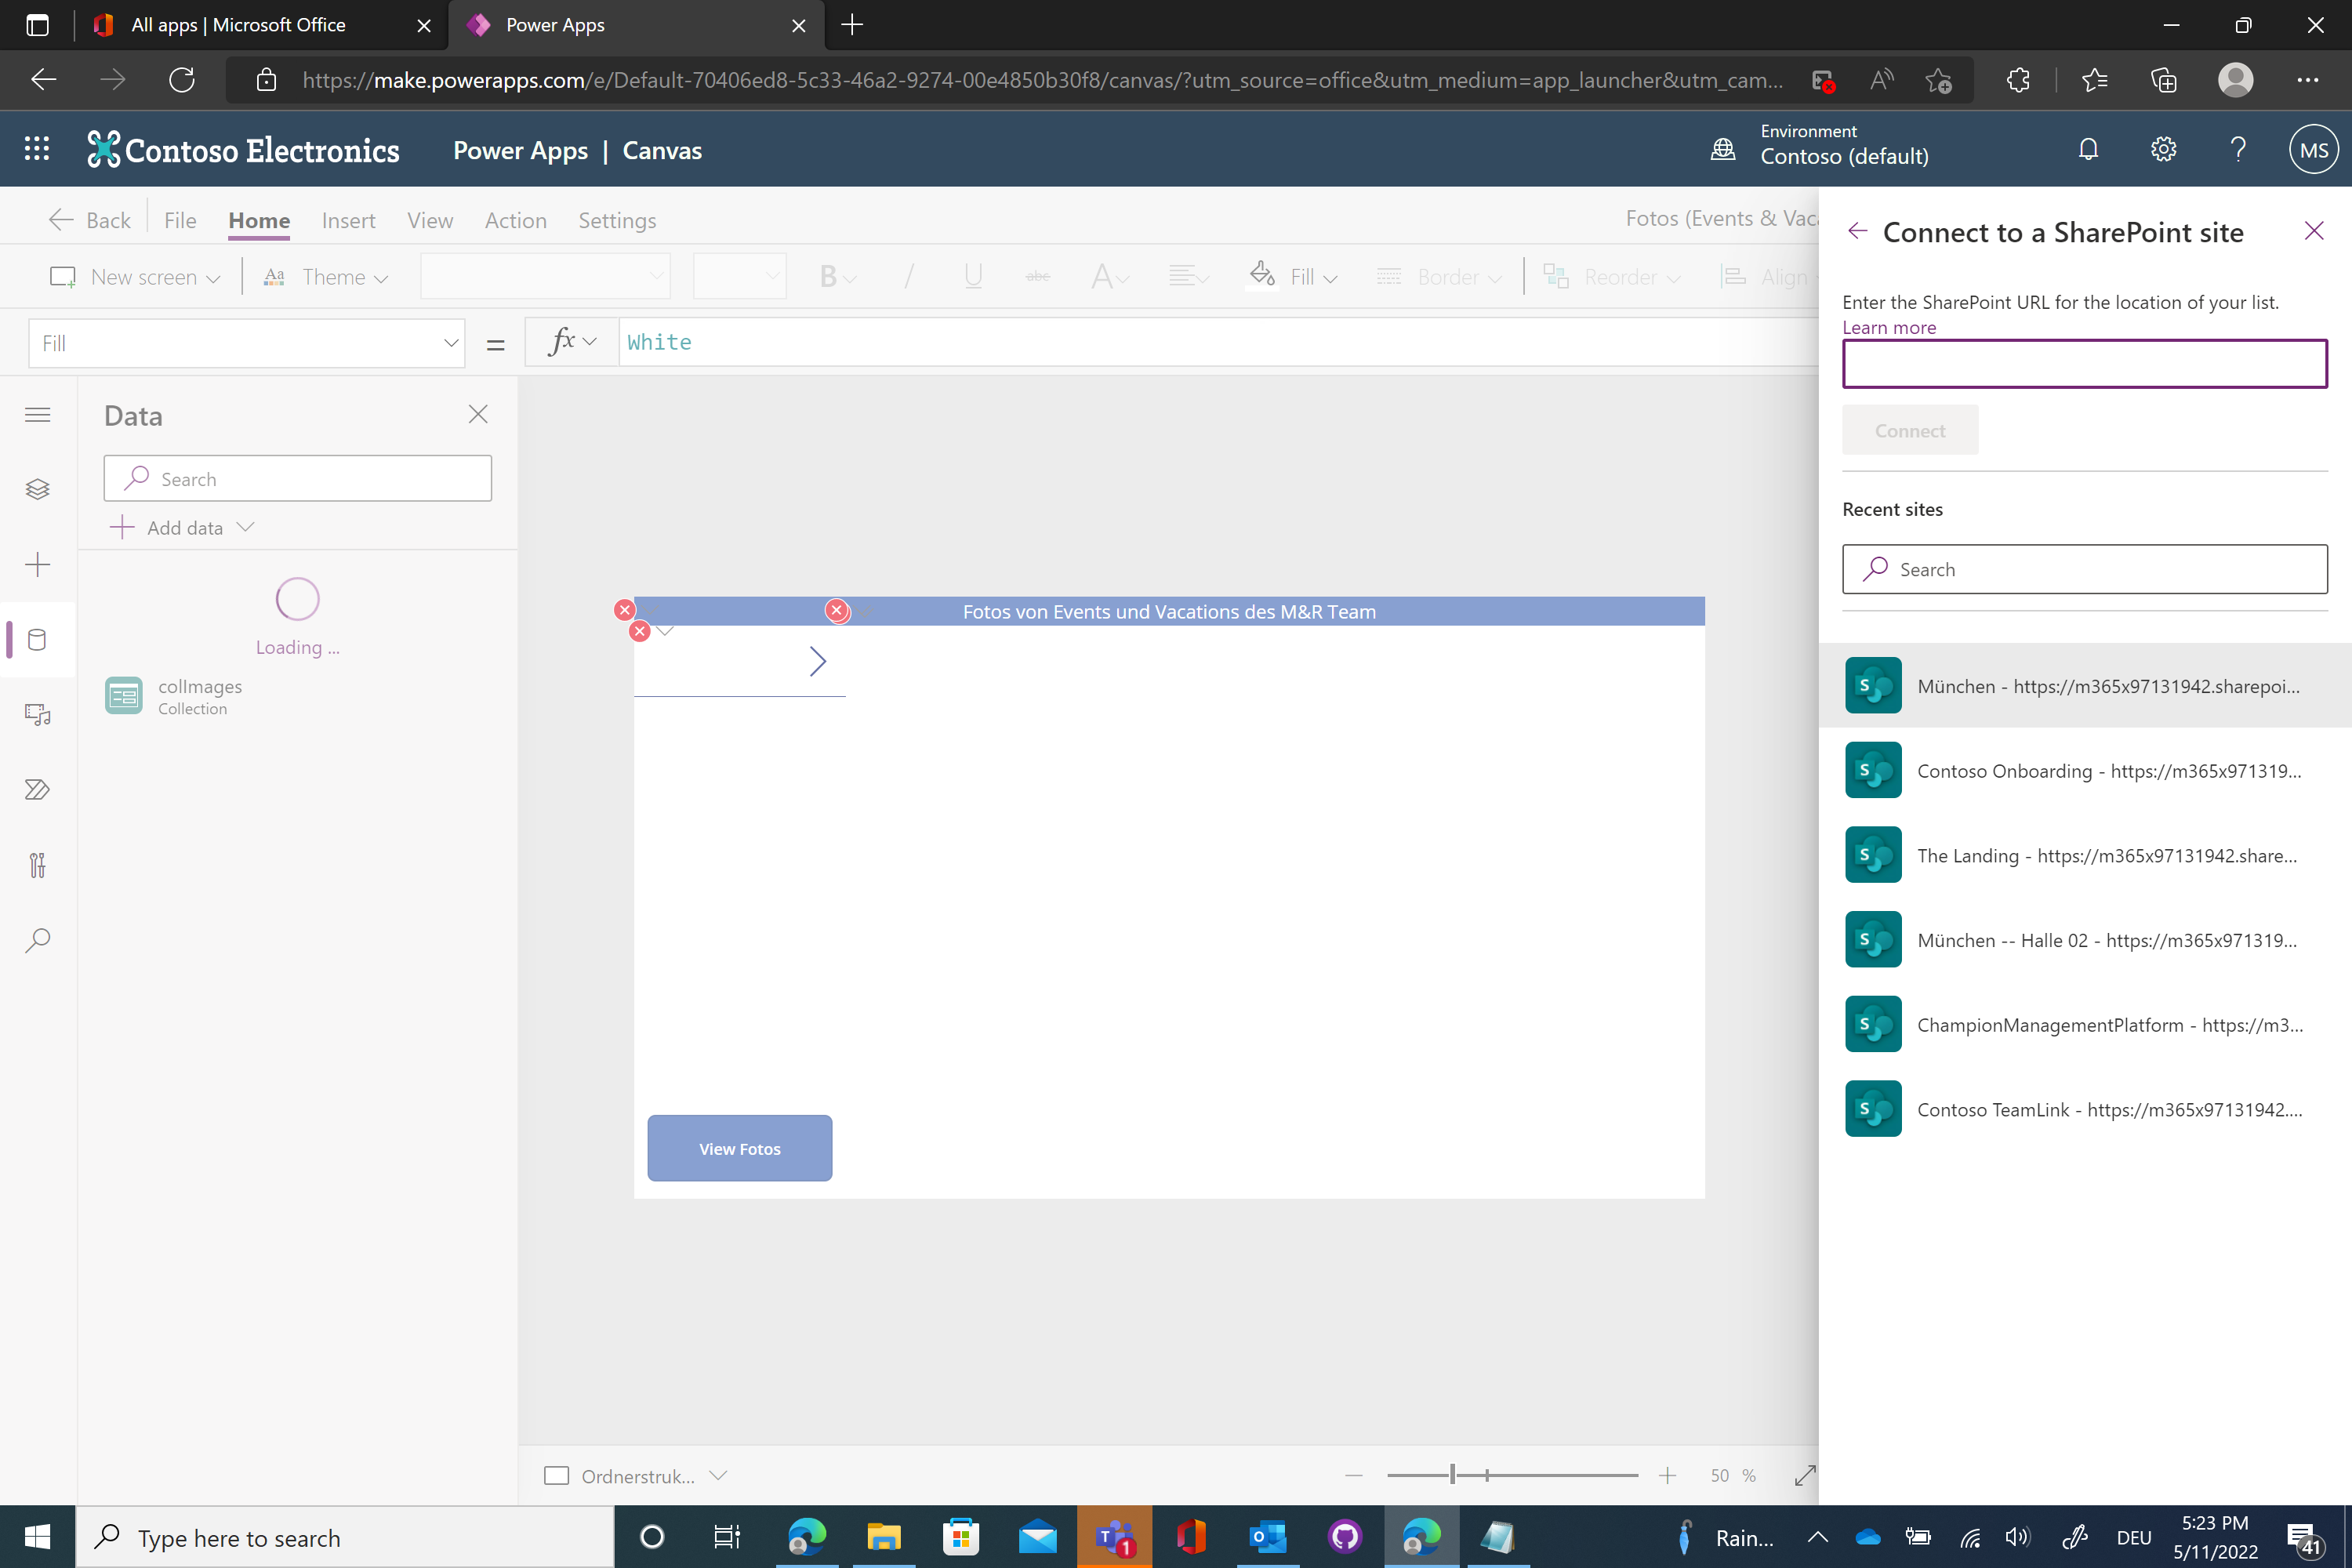 All apps | Microsoft Office
Power Apps
https://make.powerapps.com/e/Default-70406ed8-5c33-46a2-9274-00e4850b30f8/canvas/?utm_source=office&utm_medium=app_launcher&utm_cam...
Contoso Electronics
Power Apps | Canvas
Environment
Contoso (default)
MS
Back
File
Home
Insert
View
Action
Settings
Fotos (Events & Vaca
New screen
Theme
B
/
U
abc
A
Fill
Border
Reorder
Align
Fill
=
fx
White
Data
Search
Add data
Loading ...
colImages
Collection
Fotos von Events und Vacations des M&R Team
View Fotos
Ordnerstruk...
50 %
Connect to a SharePoint site
Enter the SharePoint URL for the location of your list.
Learn more
Connect
Recent sites
Search
München - https://m365x97131942.sharepoi...
Contoso Onboarding - https://m365x971319...
The Landing - https://m365x97131942.share...
München -- Halle 02 - https://m365x971319...
ChampionManagementPlatform - https://m3...
Contoso TeamLink - https://m365x97131942....
Type here to search
1
Rain...
DEU
5:23 PM
5/11/2022
41